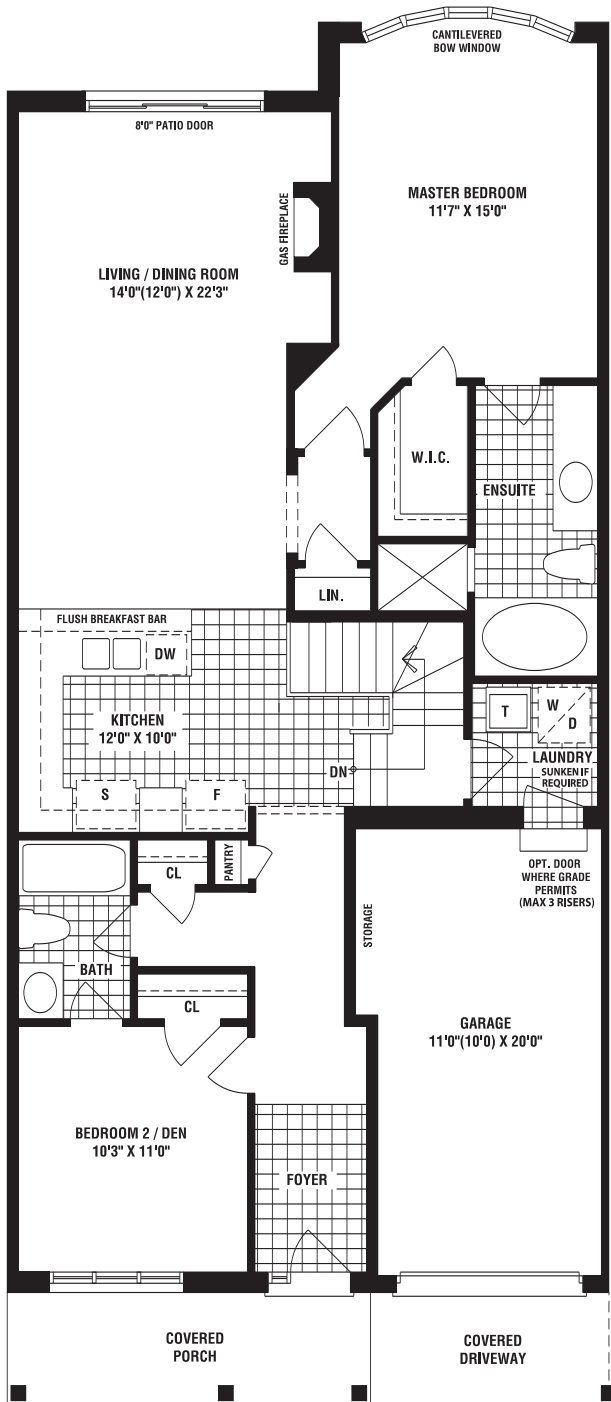 CANTILEVERED
BOW WINDOW
8'0" PATIO DOOR
GAS FIREPLACE
MASTER BEDROOM
11'7" X 15'0"
LIVING / DINING ROOM
14'0"(12'0") X 22'3"
W.I.C.
ENSUITE
LIN.
FLUSH BREAKFAST BAR
DW
KITCHEN
12'0" X 10'0"
T
W
D
LAUNDRY
SUNKEN IF
REQUIRED
DN
S
F
CL
PANTRY
OPT. DOOR
WHERE GRADE
PERMITS
(MAX 3 RISERS)
STORAGE
BATH
CL
GARAGE
11'0"(10'0) X 20'0"
BEDROOM 2 / DEN
10'3" X 11'0"
FOYER
COVERED
PORCH
COVERED
DRIVEWAY